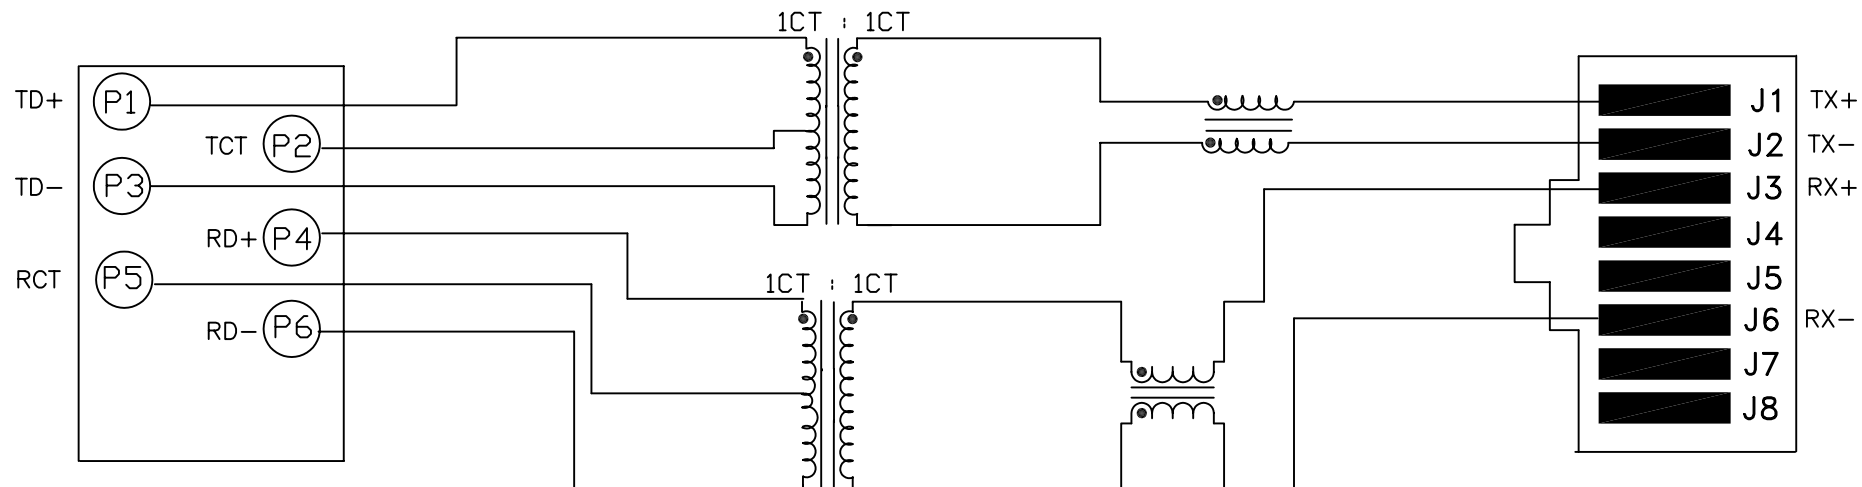 1CT : 1CT
TD+ P1
TCT P2
TD- P3
RD+ P4
RCT P5
RD- P6
1CT : 1CT
J1 TX+
J2 TX-
J3 RX+
J4
J5
J6 RX-
J7
J8